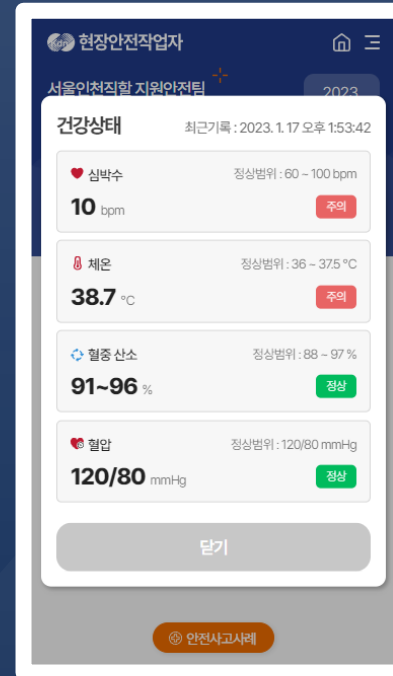 kdn 현장안전작업자
서울인천직할 지원안전팀 2023
건강상태 최근기록 : 2023. 1. 17 오후 1:53:42
심박수 정상범위 : 60 ~ 100 bpm
10 bpm 주의
체온 정상범위 : 36 ~ 37.5 °C
38.7 °C 주의
혈중 산소 정상범위 : 88 ~ 97 %
91~96 % 정상
혈압 정상범위 : 120/80 mmHg
120/80 mmHg 정상
닫기
안전사고사례